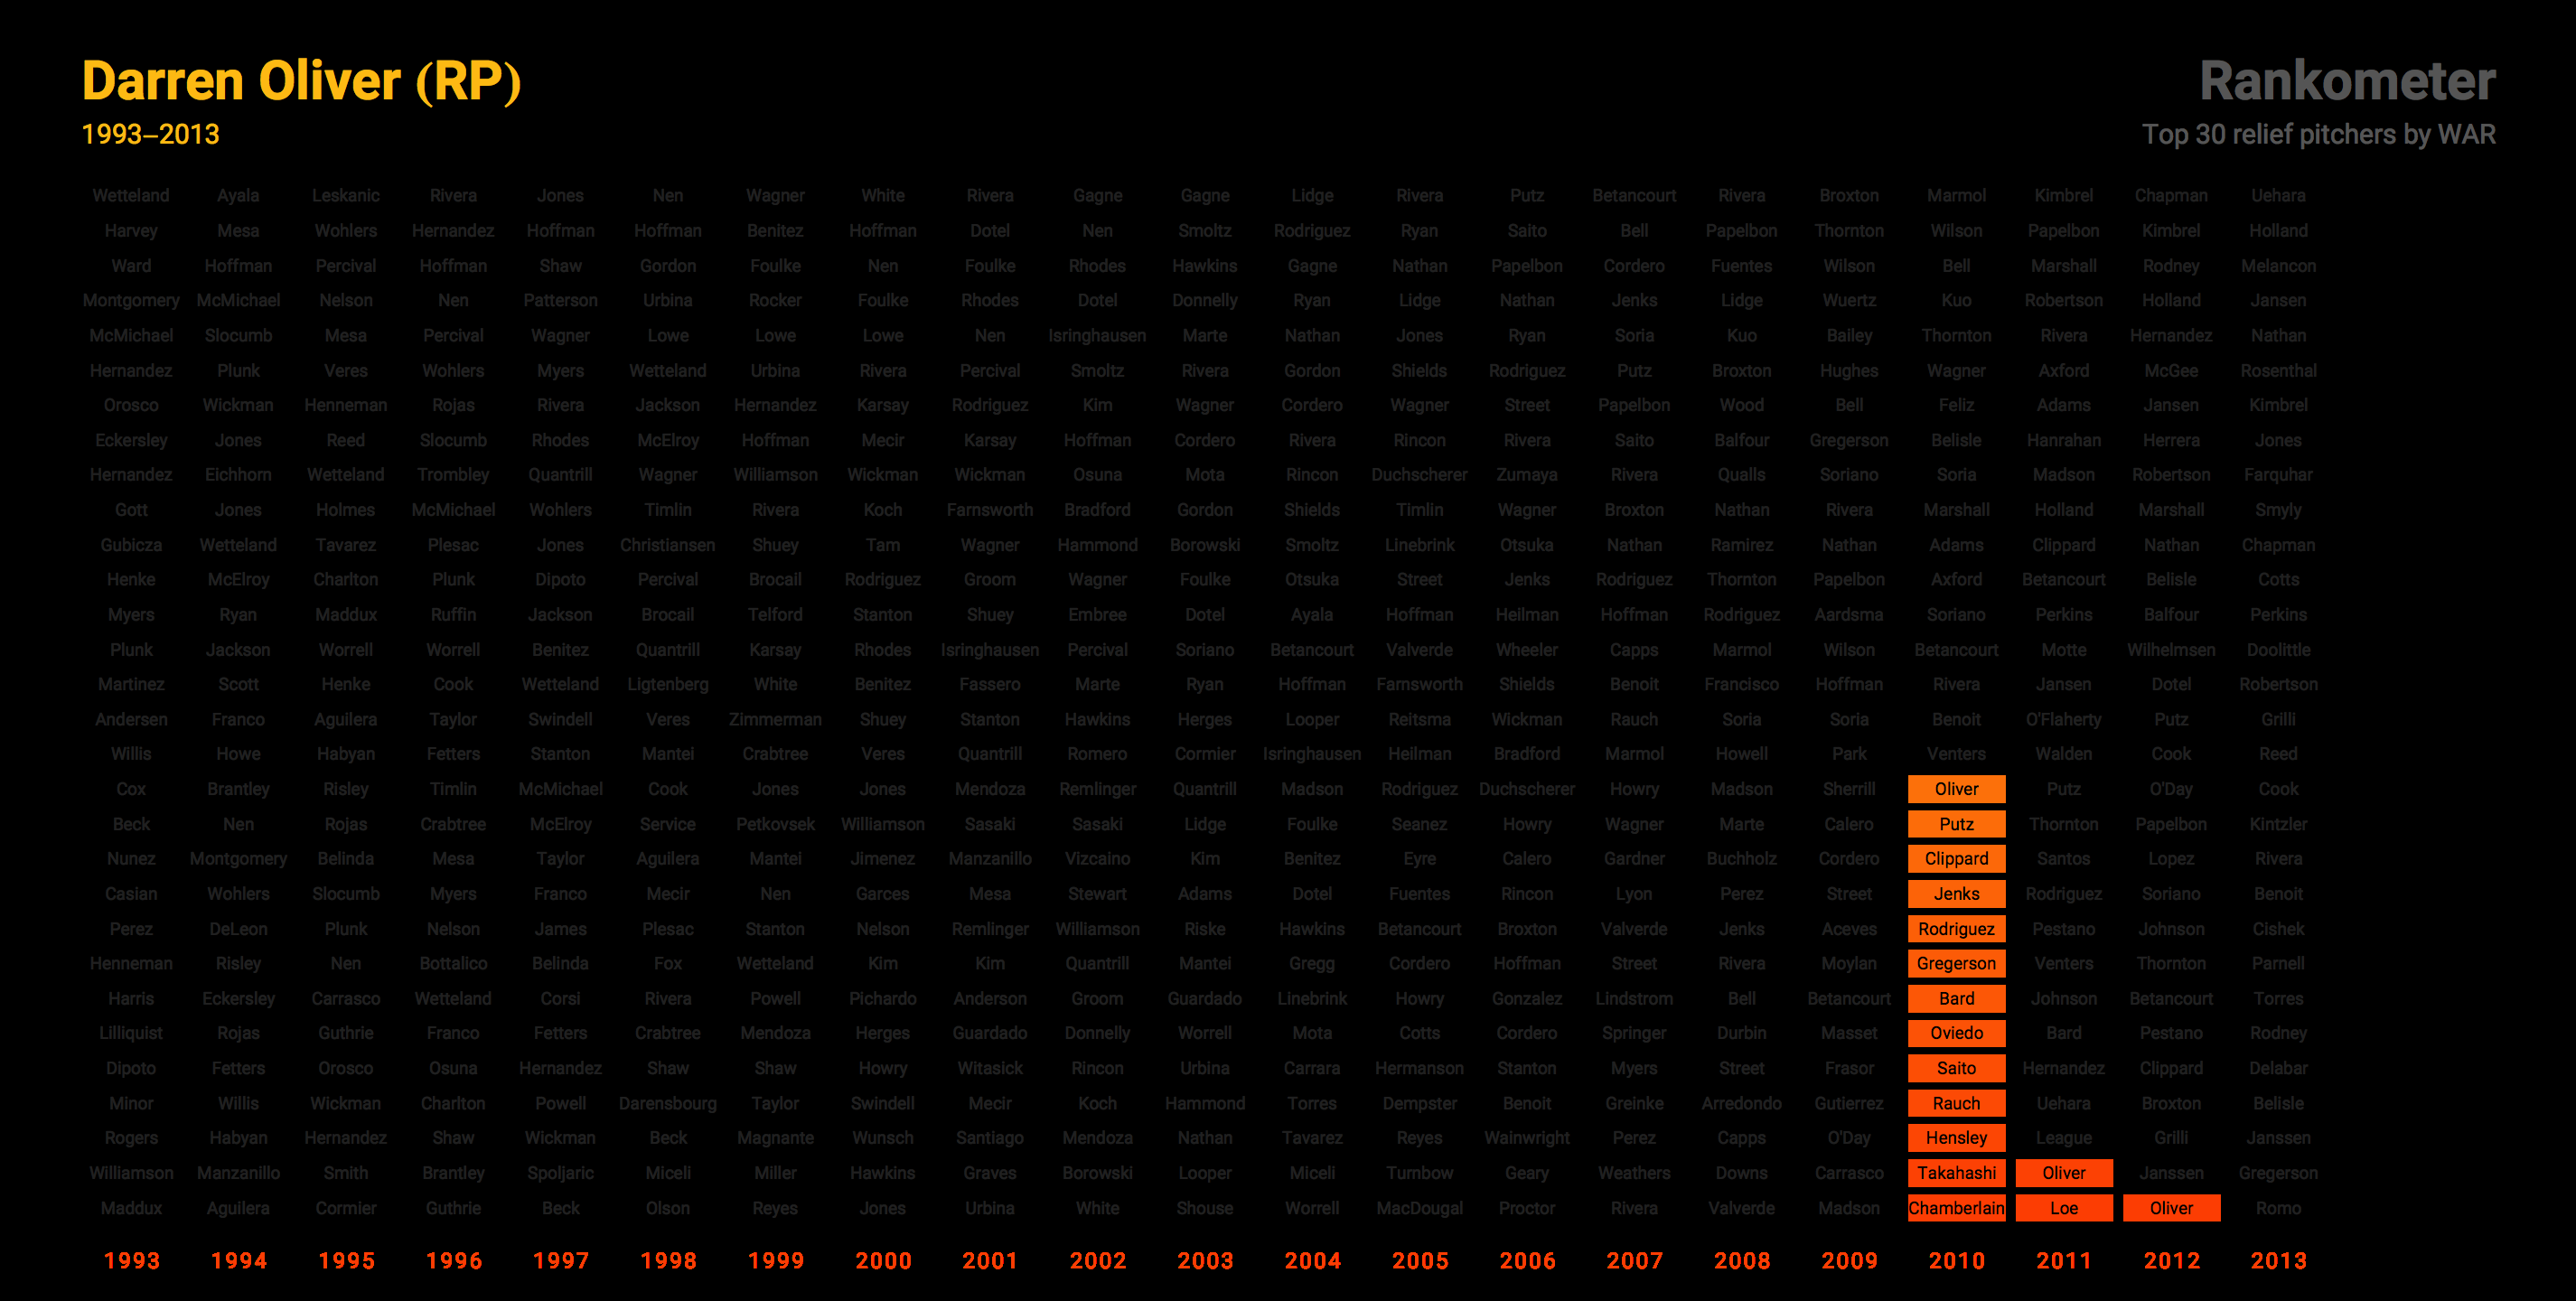 Darren Oliver (RP)
1993–2013
Rankometer
Top 30 relief pitchers by WAR
Wetteland Ayala Leskanic Rivera Jones Nen Wagner White Rivera Gagne Gagne Lidge Rivera Putz Betancourt Rivera Broxton Marmol Kimbrel Chapman Uehara
Harvey Mesa Wohlers Hernandez Hoffman Hoffman Benitez Hoffman Dotel Nen Smoltz Rodriguez Ryan Saito Bell Papelbon Thornton Wilson Papelbon Kimbrel Holland
Ward Hoffman Percival Hoffman Shaw Gordon Foulke Nen Foulke Rhodes Hawkins Gagne Nathan Papelbon Cordero Fuentes Wilson Bell Marshall Rodney Melancon
Montgomery McMichael Nelson Nen Patterson Urbina Rocker Foulke Rhodes Dotel Donnelly Ryan Lidge Nathan Jenks Lidge Wuertz Kuo Robertson Holland Jansen
McMichael Slocumb Mesa Percival Wagner Lowe Lowe Lowe Nen Isringhausen Marte Nathan Jones Ryan Soria Kuo Bailey Thornton Rivera Hernandez Nathan
Hernandez Plunk Veres Wohlers Myers Wetteland Urbina Rivera Percival Smoltz Rivera Gordon Shields Rodriguez Putz Broxton Hughes Wagner Axford McGee Rosenthal
Orosco Wickman Henneman Rojas Rivera Jackson Hernandez Karsay Rodriguez Kim Wagner Cordero Wagner Street Papelbon Wood Bell Feliz Adams Jansen Kimbrel
Eckersley Jones Reed Slocumb Rhodes McElroy Hoffman Mecir Karsay Hoffman Cordero Rivera Rincon Rivera Saito Balfour Gregerson Belisle Hanrahan Herrera Jones
Hernandez Eichhorn Wetteland Trombley Quantrill Wagner Williamson Wickman Wickman Osuna Mota Rincon Duchscherer Zumaya Rivera Qualls Soriano Soria Madson Robertson Farquhar
Gott Jones Holmes McMichael Wohlers Timlin Rivera Koch Farnsworth Bradford Gordon Shields Timlin Wagner Broxton Nathan Rivera Marshall Holland Marshall Smyly
Gubicza Wetteland Tavarez Plesac Jones Christiansen Shuey Tam Wagner Hammond Borowski Smoltz Linebrink Otsuka Nathan Ramirez Nathan Adams Clippard Nathan Chapman
Henke McElroy Charlton Plunk Dipoto Percival Brocail Rodriguez Groom Wagner Foulke Otsuka Street Jenks Rodriguez Thornton Papelbon Axford Betancourt Belisle Cotts
Myers Ryan Maddux Ruffin Jackson Brocail Telford Stanton Shuey Embree Dotel Ayala Hoffman Heilman Hoffman Rodriguez Aardsma Soriano Perkins Balfour Perkins
Plunk Jackson Worrell Worrell Benitez Quantrill Karsay Rhodes Isringhausen Percival Soriano Betancourt Valverde Wheeler Capps Marmol Wilson Betancourt Motte Wilhelmsen Doolittle
Martinez Scott Henke Cook Wetteland Ligtenberg White Benitez Fassero Marte Ryan Hoffman Farnsworth Shields Benoit Francisco Hoffman Rivera Jansen Dotel Robertson
Andersen Franco Aguilera Taylor Swindell Veres Zimmerman Shuey Stanton Hawkins Herges Looper Reitsma Wickman Rauch Soria Soria Benoit O'Flaherty Putz Grilli
Willis Howe Habyan Fetters Stanton Mantei Crabtree Veres Quantrill Romero Cormier Isringhausen Heilman Bradford Marmol Howell Park Venters Walden Cook Reed
Cox Brantley Risley Timlin McMichael Cook Jones Jones Mendoza Remlinger Quantrill Madson Rodriguez Duchscherer Howry Madson Sherrill Oliver Putz O'Day Cook
Beck Nen Rojas Crabtree McElroy Service Petkovsek Williamson Sasaki Sasaki Lidge Foulke Seanez Howry Wagner Marte Calero Putz Thornton Papelbon Kintzler
Nunez Montgomery Belinda Mesa Taylor Aguilera Mantei Jimenez Manzanillo Vizcaino Kim Benitez Eyre Calero Gardner Buchholz Cordero Clippard Santos Lopez Rivera
Casian Wohlers Slocumb Myers Franco Mecir Nen Garces Mesa Stewart Adams Dotel Fuentes Rincon Lyon Perez Street Jenks Rodriguez Soriano Benoit
Perez DeLeon Plunk Nelson James Plesac Stanton Nelson Remlinger Williamson Riske Hawkins Betancourt Broxton Valverde Jenks Aceves Rodriguez Pestano Johnson Cishek
Henneman Risley Nen Bottalico Belinda Fox Wetteland Kim Kim Quantrill Mantei Gregg Cordero Hoffman Street Rivera Moylan Gregerson Venters Thornton Parnell
Harris Eckersley Carrasco Wetteland Corsi Rivera Powell Pichardo Anderson Groom Guardado Linebrink Howry Gonzalez Lindstrom Bell Betancourt Bard Johnson Betancourt Torres
Lilliquist Rojas Guthrie Franco Fetters Crabtree Mendoza Herges Guardado Donnelly Worrell Mota Cotts Cordero Springer Durbin Masset Oviedo Bard Pestano Rodney
Dipoto Fetters Orosco Osuna Hernandez Shaw Shaw Howry Witasick Rincon Urbina Carrara Hermanson Stanton Myers Street Frasor Saito Hernandez Clippard Delabar
Minor Willis Wickman Charlton Powell Darensbourg Taylor Swindell Mecir Koch Hammond Torres Dempster Benoit Greinke Arredondo Gutierrez Rauch Uehara Broxton Belisle
Rogers Habyan Hernandez Shaw Wickman Beck Magnante Wunsch Santiago Mendoza Nathan Tavarez Reyes Wainwright Perez Capps O'Day Hensley League Grilli Janssen
Williamson Manzanillo Smith Brantley Spoljaric Miceli Miller Hawkins Graves Borowski Looper Miceli Turnbow Geary Weathers Downs Carrasco Takahashi Oliver Janssen Gregerson
Maddux Aguilera Cormier Guthrie Beck Olson Reyes Jones Urbina White Shouse Worrell MacDougal Proctor Rivera Valverde Madson Chamberlain Loe Oliver Romo
1993 1994 1995 1996 1997 1998 1999 2000 2001 2002 2003 2004 2005 2006 2007 2008 2009 2010 2011 2012 2013